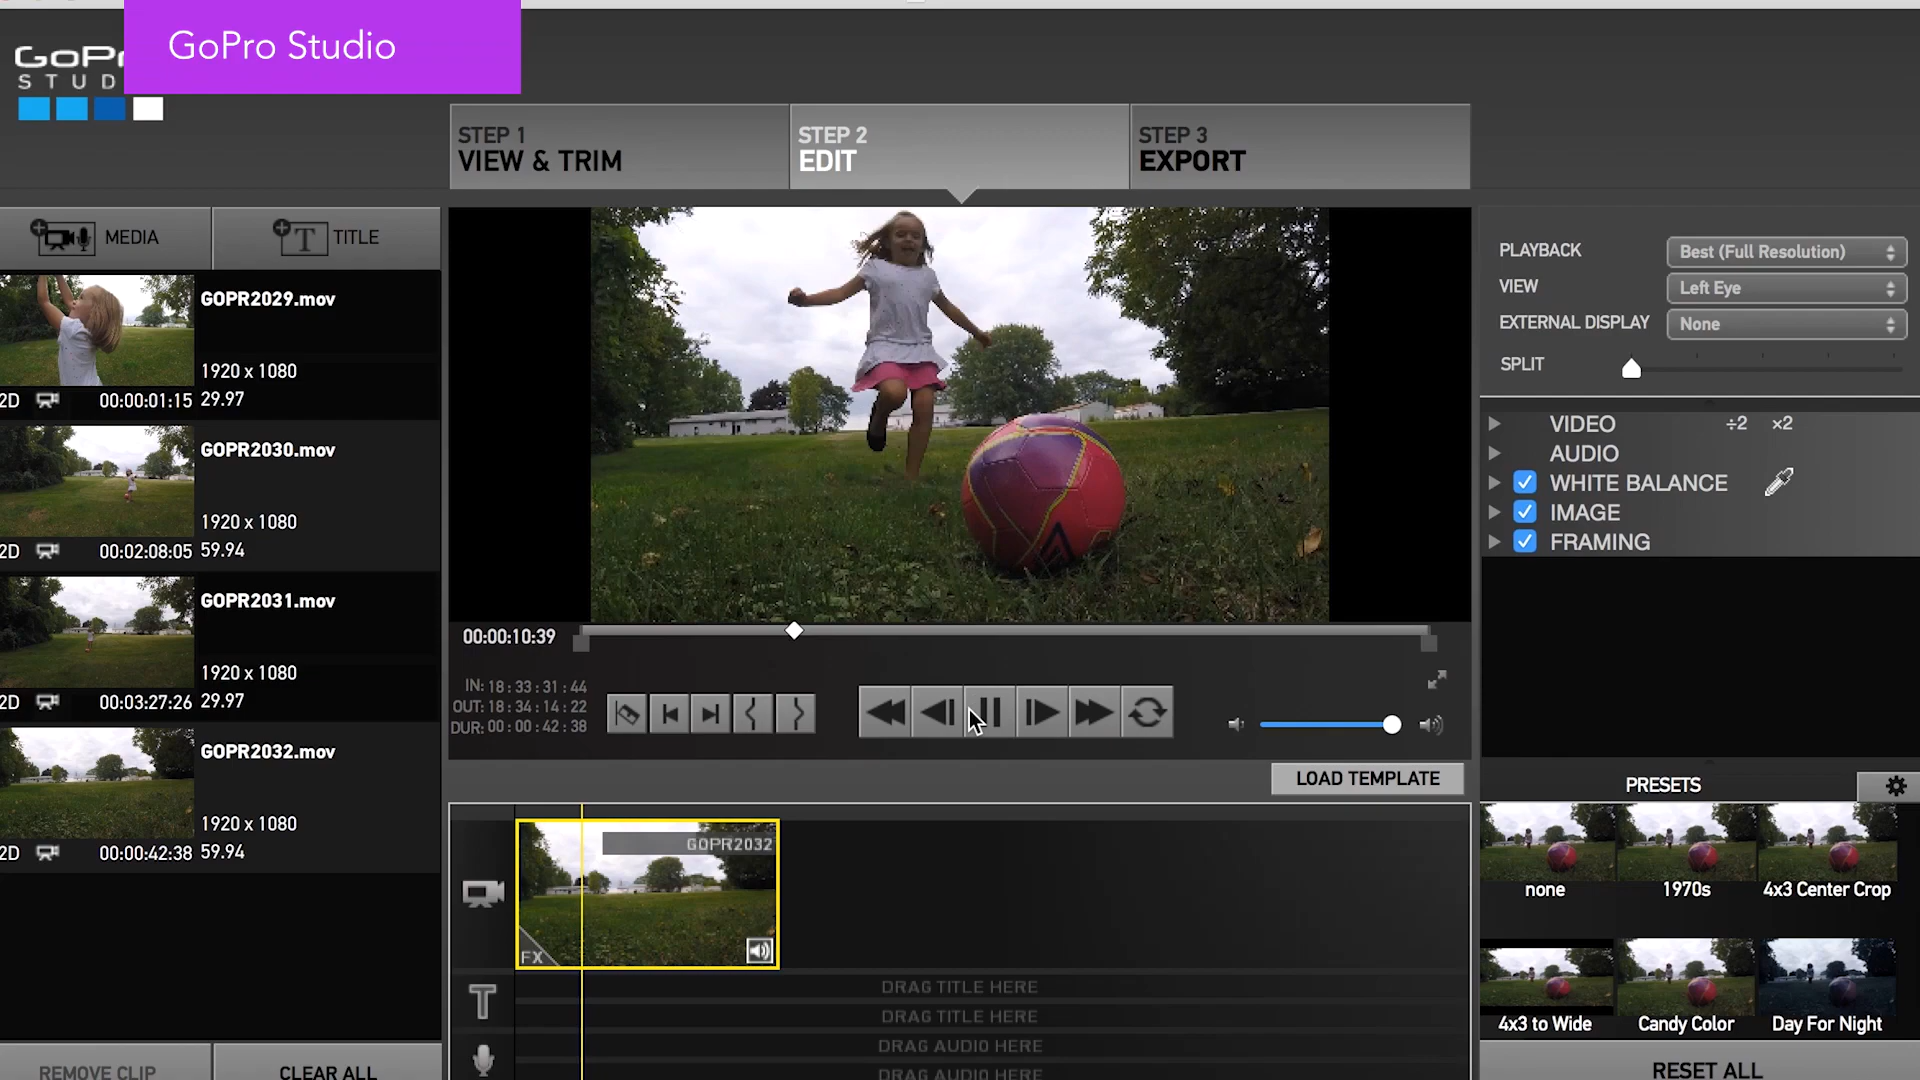 GoPro Studio
GoPr
STUD
STEP 1
VIEW & TRIM
STEP 2
EDIT
STEP 3
EXPORT
MEDIA
TITLE
GOPR2029.mov
1920 x 1080
2D 00:00:01:15 29.97
GOPR2030.mov
1920 x 1080
2D 00:02:08:05 59.94
GOPR2031.mov
1920 x 1080
2D 00:03:27:26 29.97
GOPR2032.mov
1920 x 1080
2D 00:00:42:38 59.94
REMOVE CLIP
CLEAR ALL
00:00:10:39
IN: 18:33:31:44
OUT: 18:34:14:22
DUR: 00:00:42:38
LOAD TEMPLATE
GOPR2032
FX
T
DRAG TITLE HERE
DRAG TITLE HERE
DRAG AUDIO HERE
DRAG AUDIO HERE
PLAYBACK Best (Full Resolution)
VIEW Left Eye
EXTERNAL DISPLAY None
SPLIT
VIDEO ÷2 ×2
AUDIO
WHITE BALANCE
IMAGE
FRAMING
PRESETS
none
1970s
4x3 Center Crop
4x3 to Wide
Candy Color
Day For Night
RESET ALL